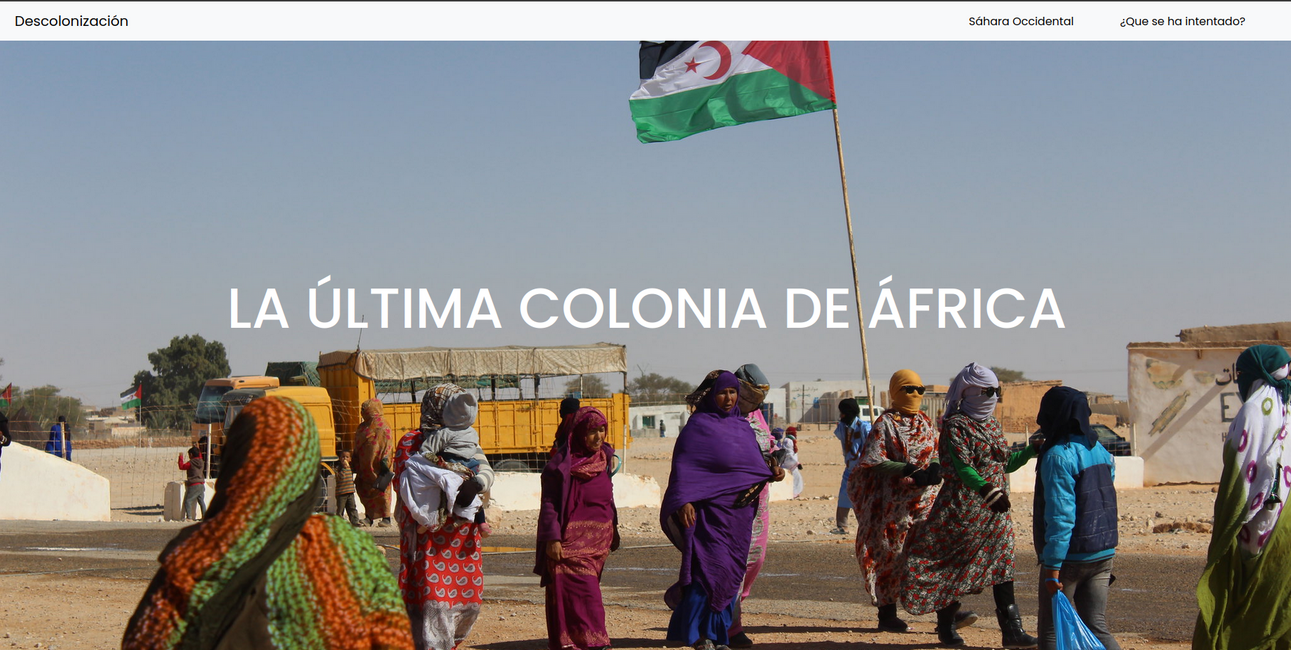 Descolonización
Sáhara Occidental
¿Que se ha intentado?
LA ÚLTIMA COLONIA DE ÁFRICA